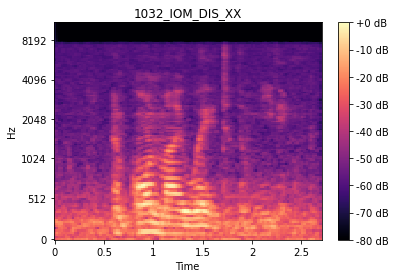 1032_IOM_DIS_XX
+0 dB
8192
-10 dB
4096
-20 dB
-30 dB
2048
-40 dB
Hz
1024
-50 dB
512
-60 dB
-70 dB
0
-80 dB
0 0.5 1 1.5 2 2.5
Time